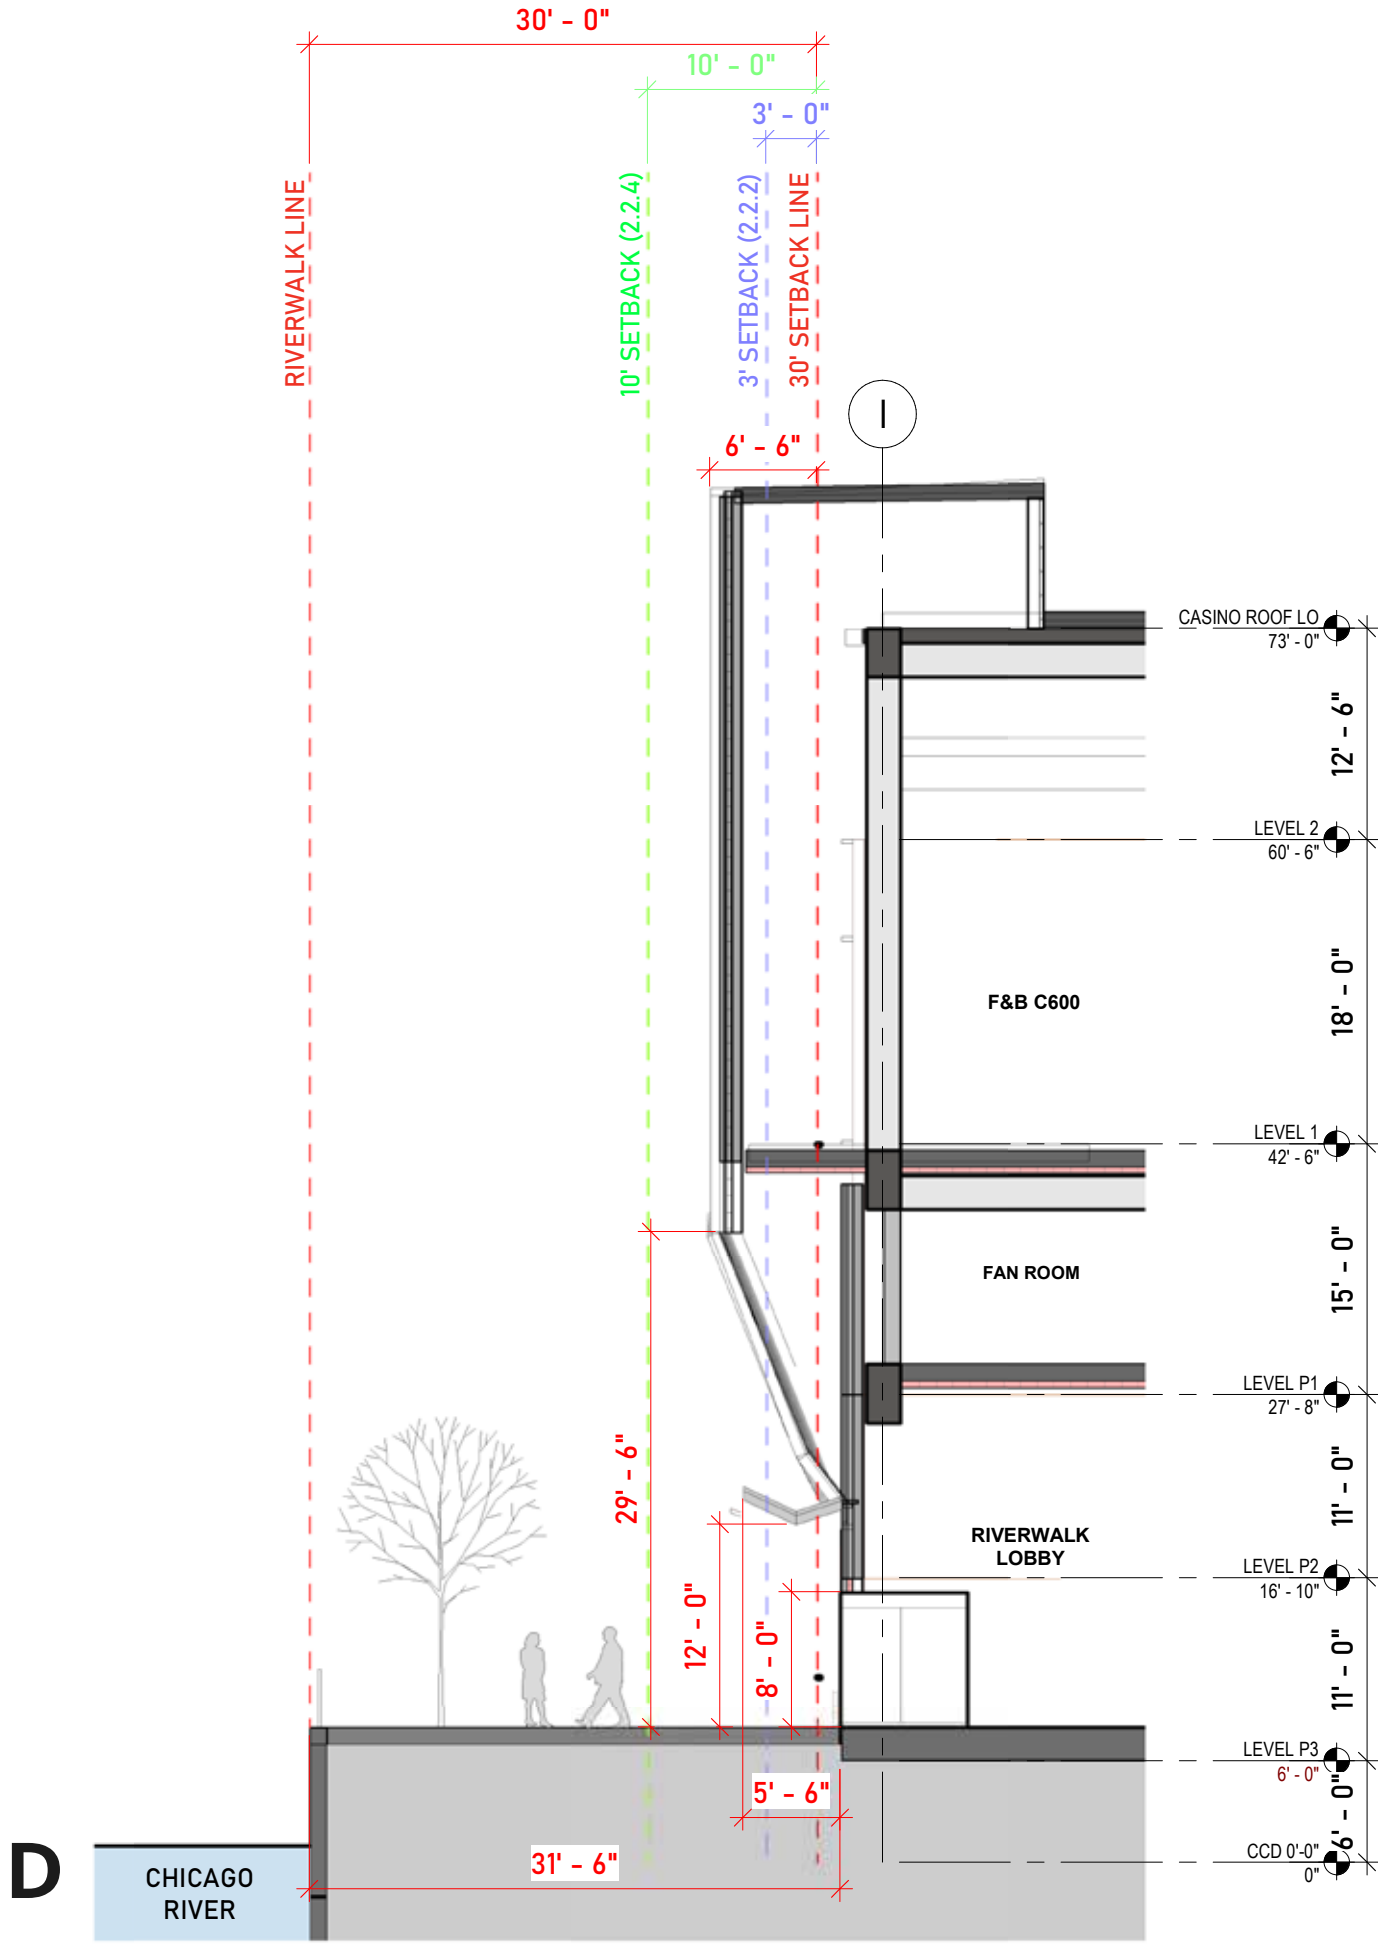 30' - 0"
10' - 0"
3' - 0"
RIVERWALK LINE
10' SETBACK (2.2.4)
3' SETBACK (2.2.2)
30' SETBACK LINE
I
6' - 6"
CASINO ROOF LO
73' - 0"
12' - 6"
LEVEL 2
60' - 6"
F&B C600
18' - 0"
LEVEL 1
42' - 6"
FAN ROOM
15' - 0"
LEVEL P1
27' - 8"
29' - 6"
11' - 0"
RIVERWALK
LOBBY
LEVEL P2
16' - 10"
12' - 0"
8' - 0"
11' - 0"
LEVEL P3
6' - 0"
5' - 6"
6' - 0"
31' - 6"
CCD 0'-0"
0"
D
CHICAGO
RIVER